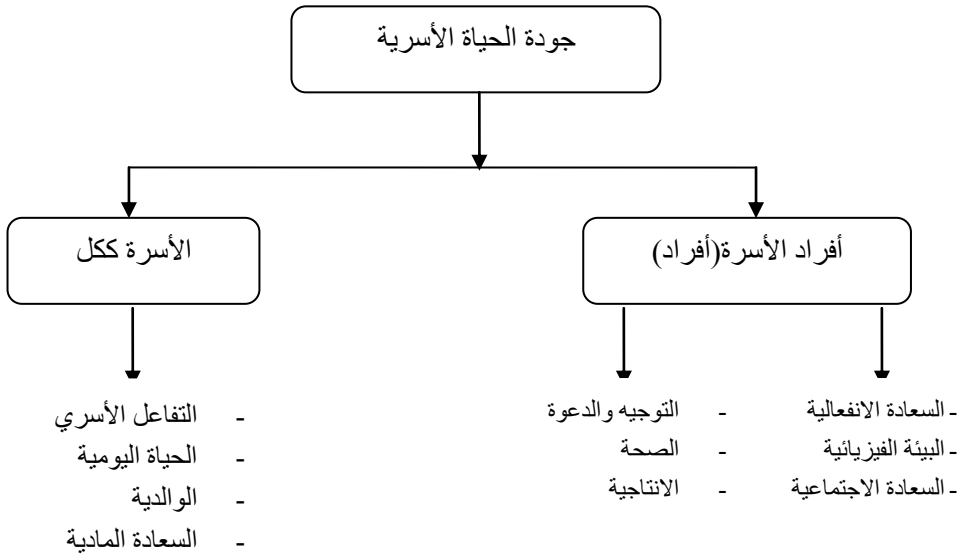 جودة الحياة الأسرية
أفراد الأسرة(أفراد)
الأسرة ككل
- السعادة الانفعالية
- البيئة الفيزيائية
- السعادة الاجتماعية
- التوجيه والدعوة
- الصحة
- الانتاجية
- التفاعل الأسري
- الحياة اليومية
- الوالدية
- السعادة المادية